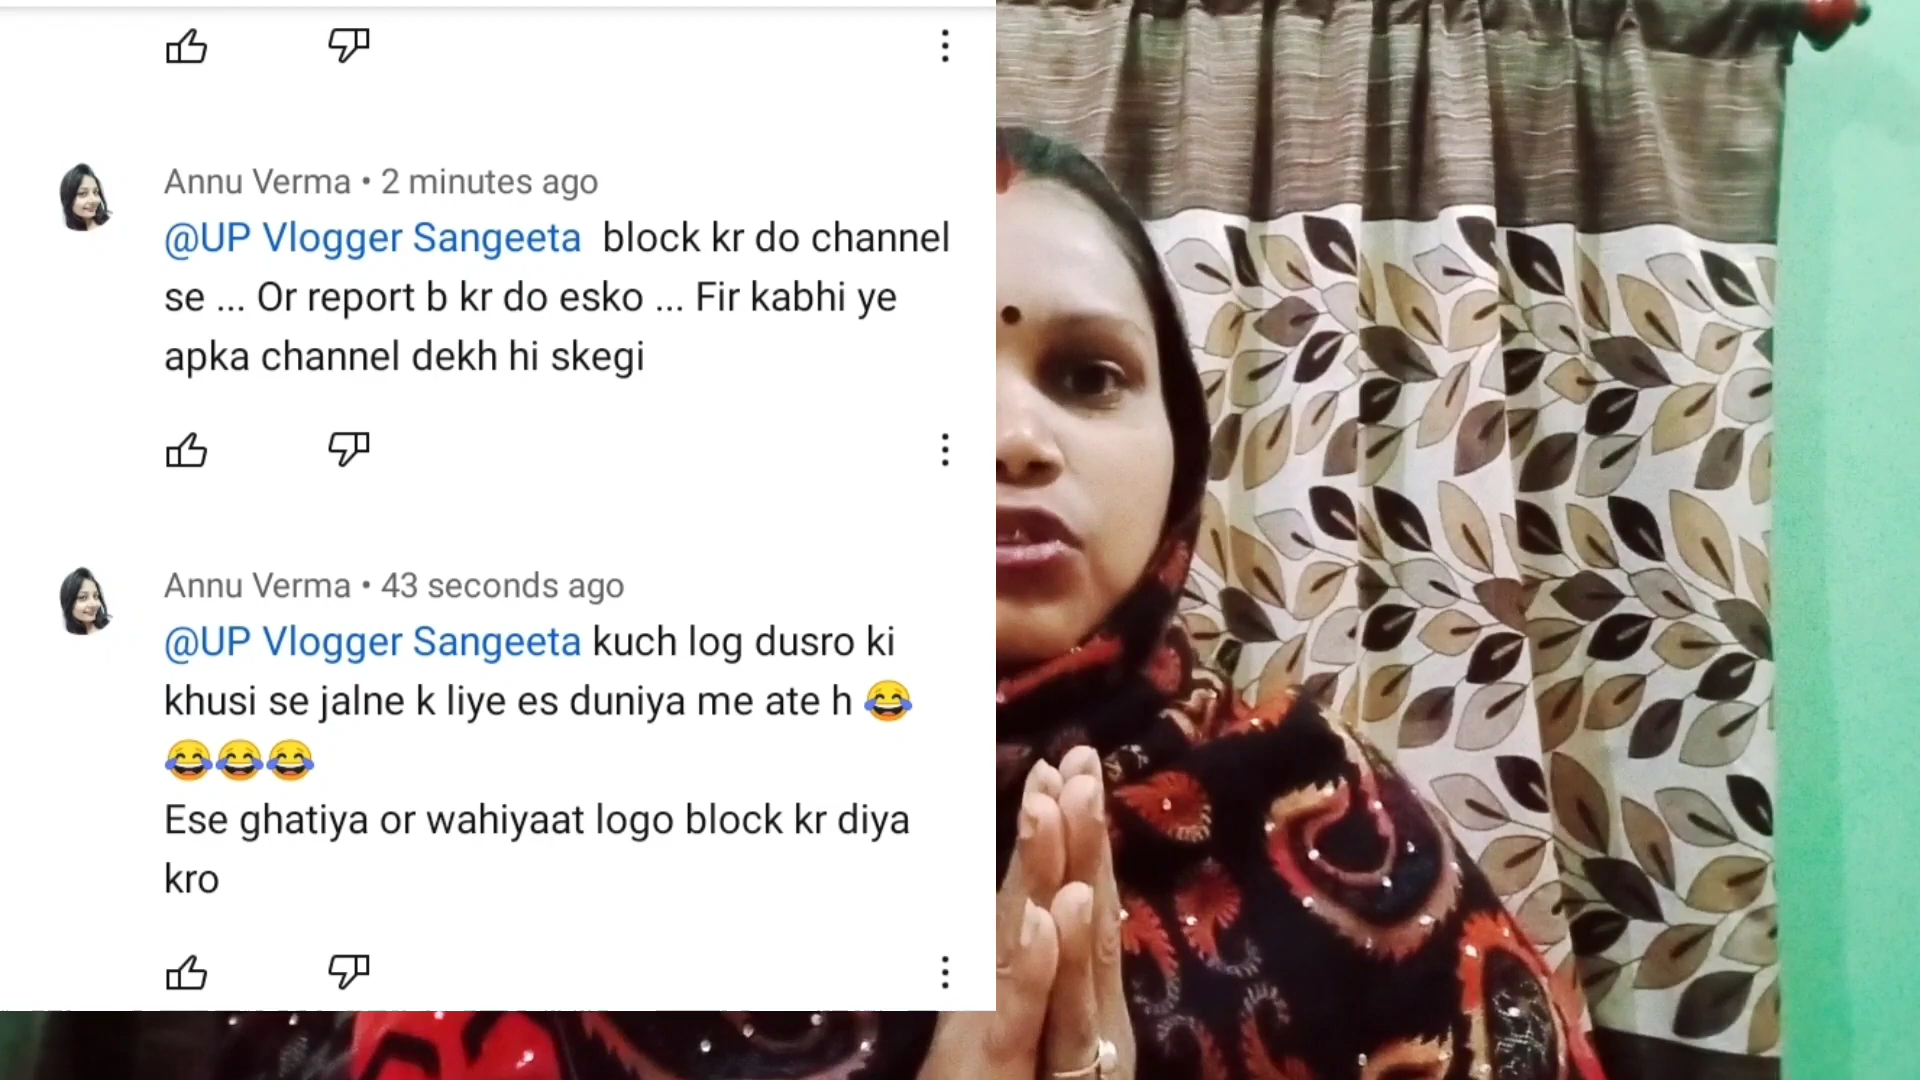 Annu Verma • 2 minutes ago
@UP Vlogger Sangeeta block kr do channel
se ... Or report b kr do esko ... Fir kabhi ye
apka channel dekh hi skegi
Annu Verma • 43 seconds ago
@UP Vlogger Sangeeta kuch log dusro ki
khusi se jalne k liye es duniya me ate h 😂
😂😂😂
Ese ghatiya or wahiyaat logo block kr diya
kro